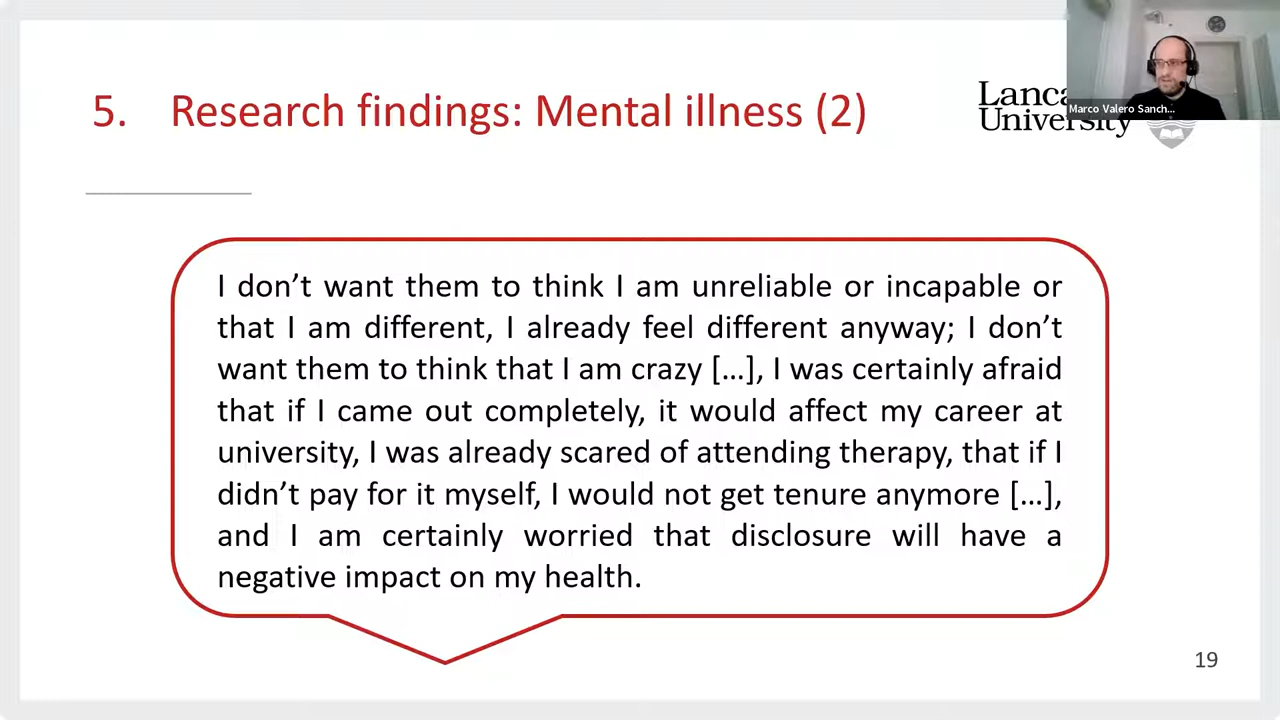 5. Research findings: Mental illness (2)
Lanca
University
Marco Valero Sanch...
I don’t want them to think I am unreliable or incapable or
that I am different, I already feel different anyway; I don’t
want them to think that I am crazy […], I was certainly afraid
that if I came out completely, it would affect my career at
university, I was already scared of attending therapy, that if I
didn’t pay for it myself, I would not get tenure anymore […],
and I am certainly worried that disclosure will have a
negative impact on my health.
19